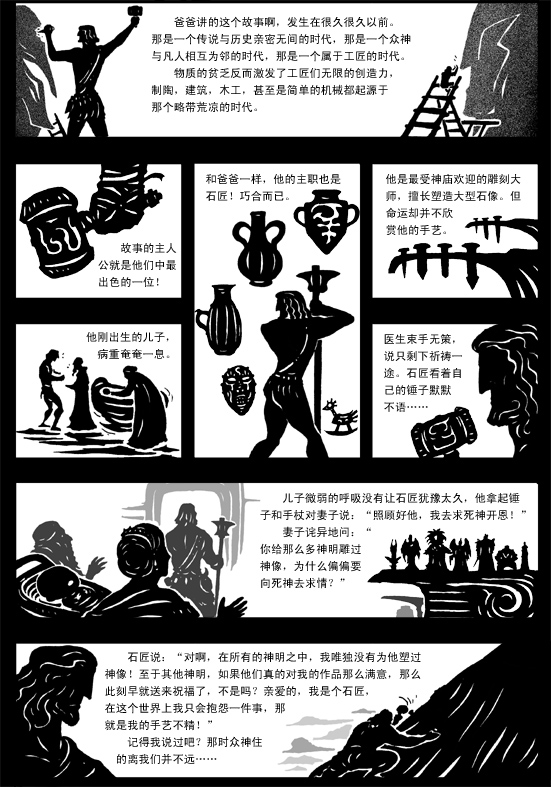 爸爸讲的这个故事啊，发生在很久很久以前。
那是一个传说与历史亲密无间的时代，那是一个众神
与凡人相互为邻的时代，那是一个属于工匠的时代。
物质的贫乏反而激发了工匠们无限的创造力，
制陶，建筑，木工，甚至是简单的机械都起源于
那个略带荒凉的时代。
故事的主人
公就是他们中最
出色的一位！
和爸爸一样，他的主职也是
石匠！巧合而已。
他是最受神庙欢迎的雕刻大
师，擅长塑造大型石像。但
命运却并不欣
赏他的手艺。
他刚出生的儿子，
病重奄奄一息。
医生束手无策，
说只剩下祈祷一
途。石匠看着自
己的锤子默默
不语……
儿子微弱的呼吸没有让石匠犹豫太久，他拿起锤
子和手杖对妻子说：“照顾好他，我去求死神开恩！”
妻子诧异地问：“
你给那么多神明雕过
神像，为什么偏偏要
向死神去求情？”
石匠说：“对啊，在所有的神明之中，我唯独没有为他塑过
神像！至于其他神明，如果他们真的对我的作品那么满意，那么
此刻早就送来祝福了，不是吗？亲爱的，我是个石匠，
在这个世界上我只会抱怨一件事，那
就是我的手艺不精！”
记得我说过吧？那时众神住
的离我们并不远……